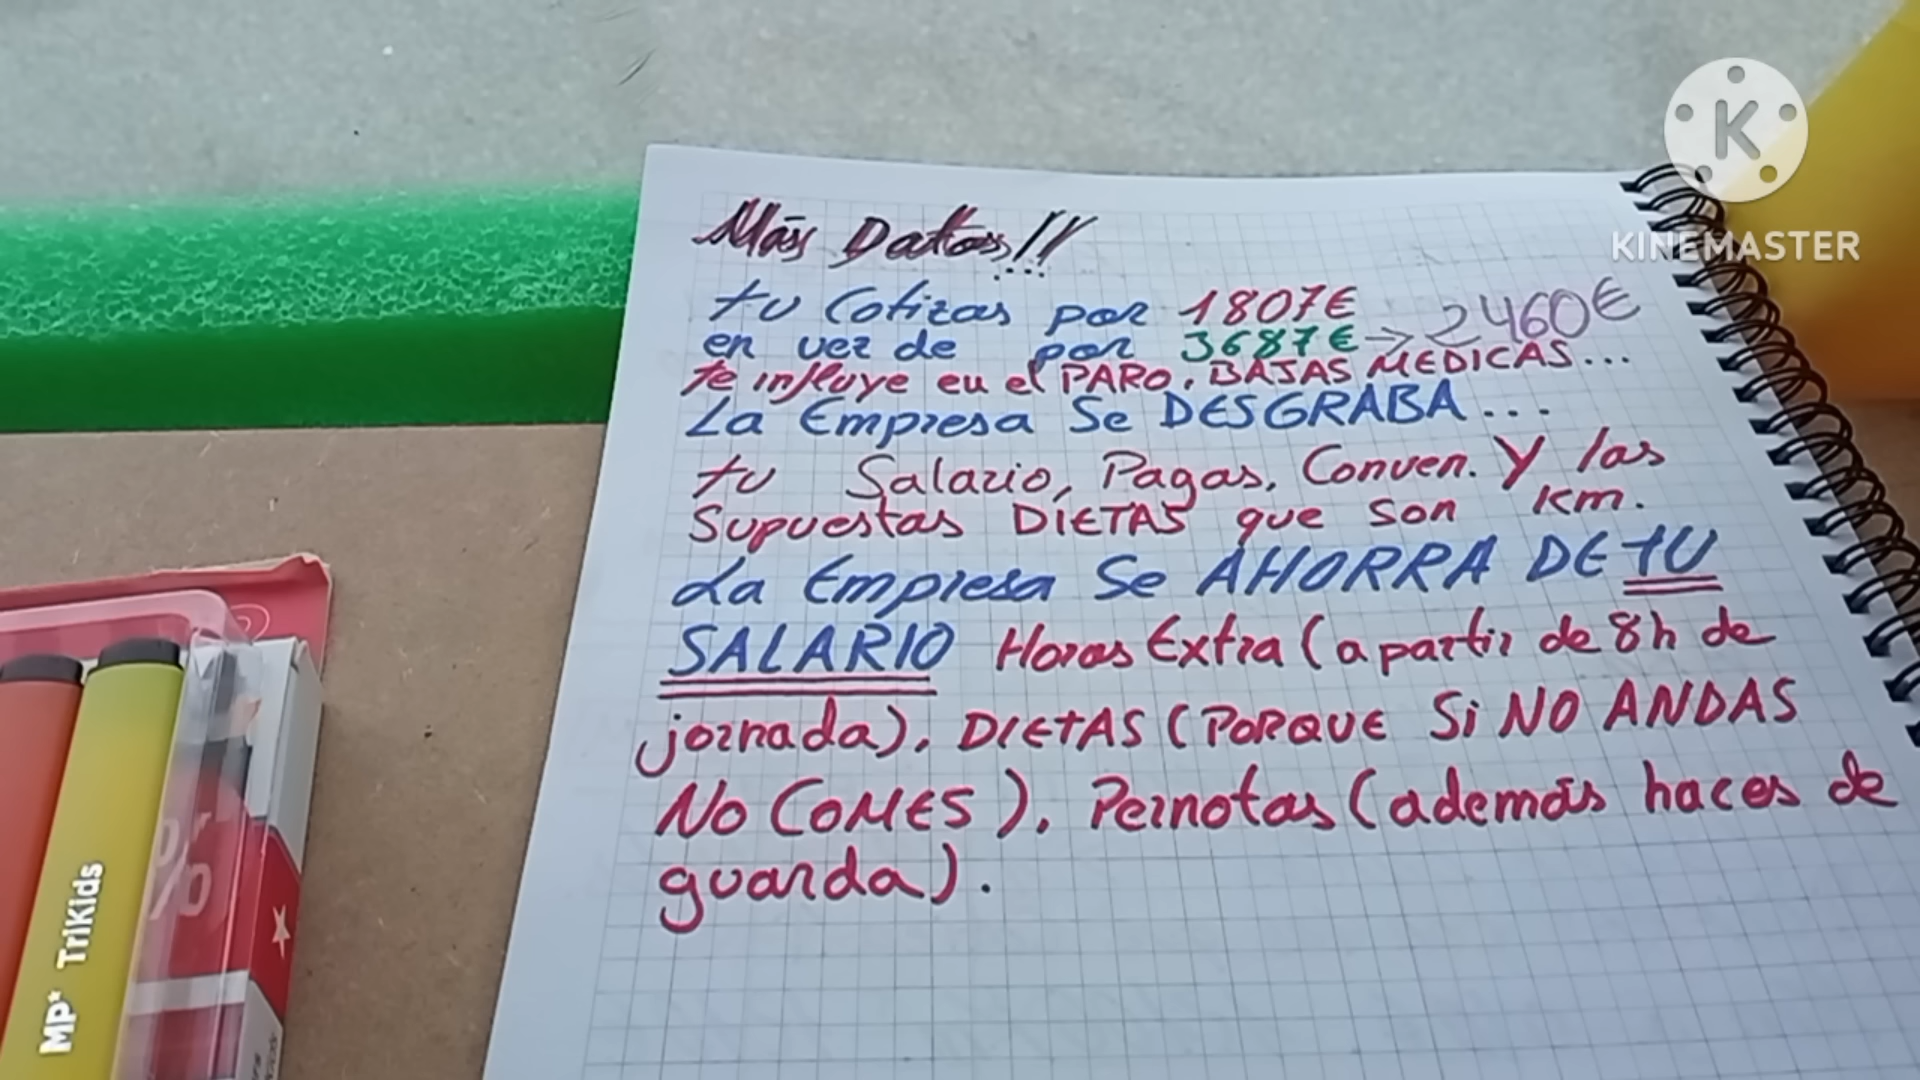 Más Datos!!
....
tu Cotizas por 1807€
en vez de por 3687€ → 2460€
te influye en el PARO, BAJAS MEDICAS...
La Empresa Se DESGRABA...
tu Salario, Pagas, Conven. Y las
Supuestas DIETAS que son km.
La Empresa Se AHORRA DE TU
SALARIO Horas Extra (a partir de 8h de
jornada), DIETAS (PORQUE Si NO ANDAS
NO COMES), Pernotas (además haces de
guarda).
K
KINEMASTER
MP* TriKids